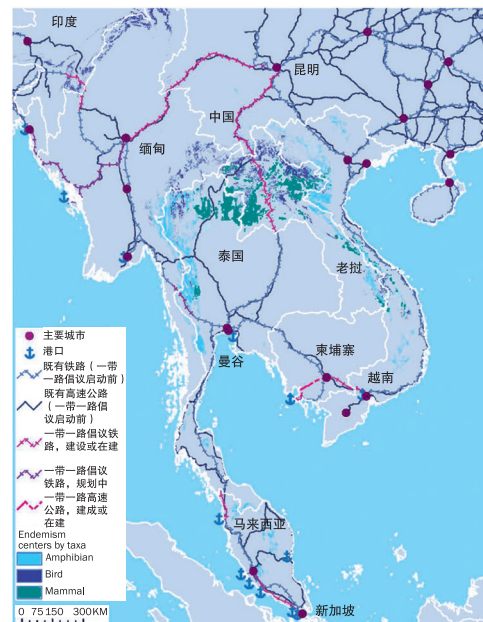 印度
昆明
中国
缅甸
泰国
老挝
柬埔寨
曼谷
越南
马来西亚
新加坡
主要城市
港口
既有铁路（一带
一路倡议启动前）
既有高速公路
（一带一路倡
议启动前）
一带一路倡议铁
路，建设或在建
一带一路倡议
铁路，规划中
一带一路高速
公路，建成或
在建
Endemism
centers by taxa
Amphibian
Bird
Mammal
0 75 150 300KM